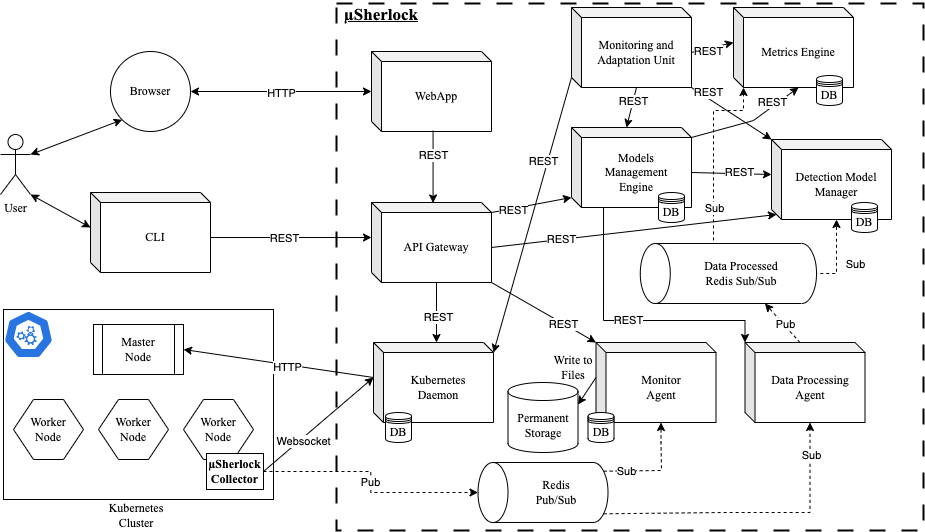 µSherlock
Monitoring and
Adaptation Unit
REST
Metrics Engine
DB
Browser
HTTP
WebApp
REST
REST
REST
REST
REST
REST
Models
Management
Engine
DB
REST
Detection Model
Manager
DB
User
CLI
REST
API Gateway
REST
REST
Sub
Data Processed
Redis Sub/Sub
Sub
Master
Node
HTTP
REST
REST
REST
Pub
Kubernetes
Daemon
DB
Write to
Files
Permanent
Storage
Monitor
Agent
DB
Data Processing
Agent
Worker
Node
Worker
Node
Worker
Node
µSherlock
Collector
Websocket
Pub
Redis
Pub/Sub
Sub
Sub
Kubernetes
Cluster